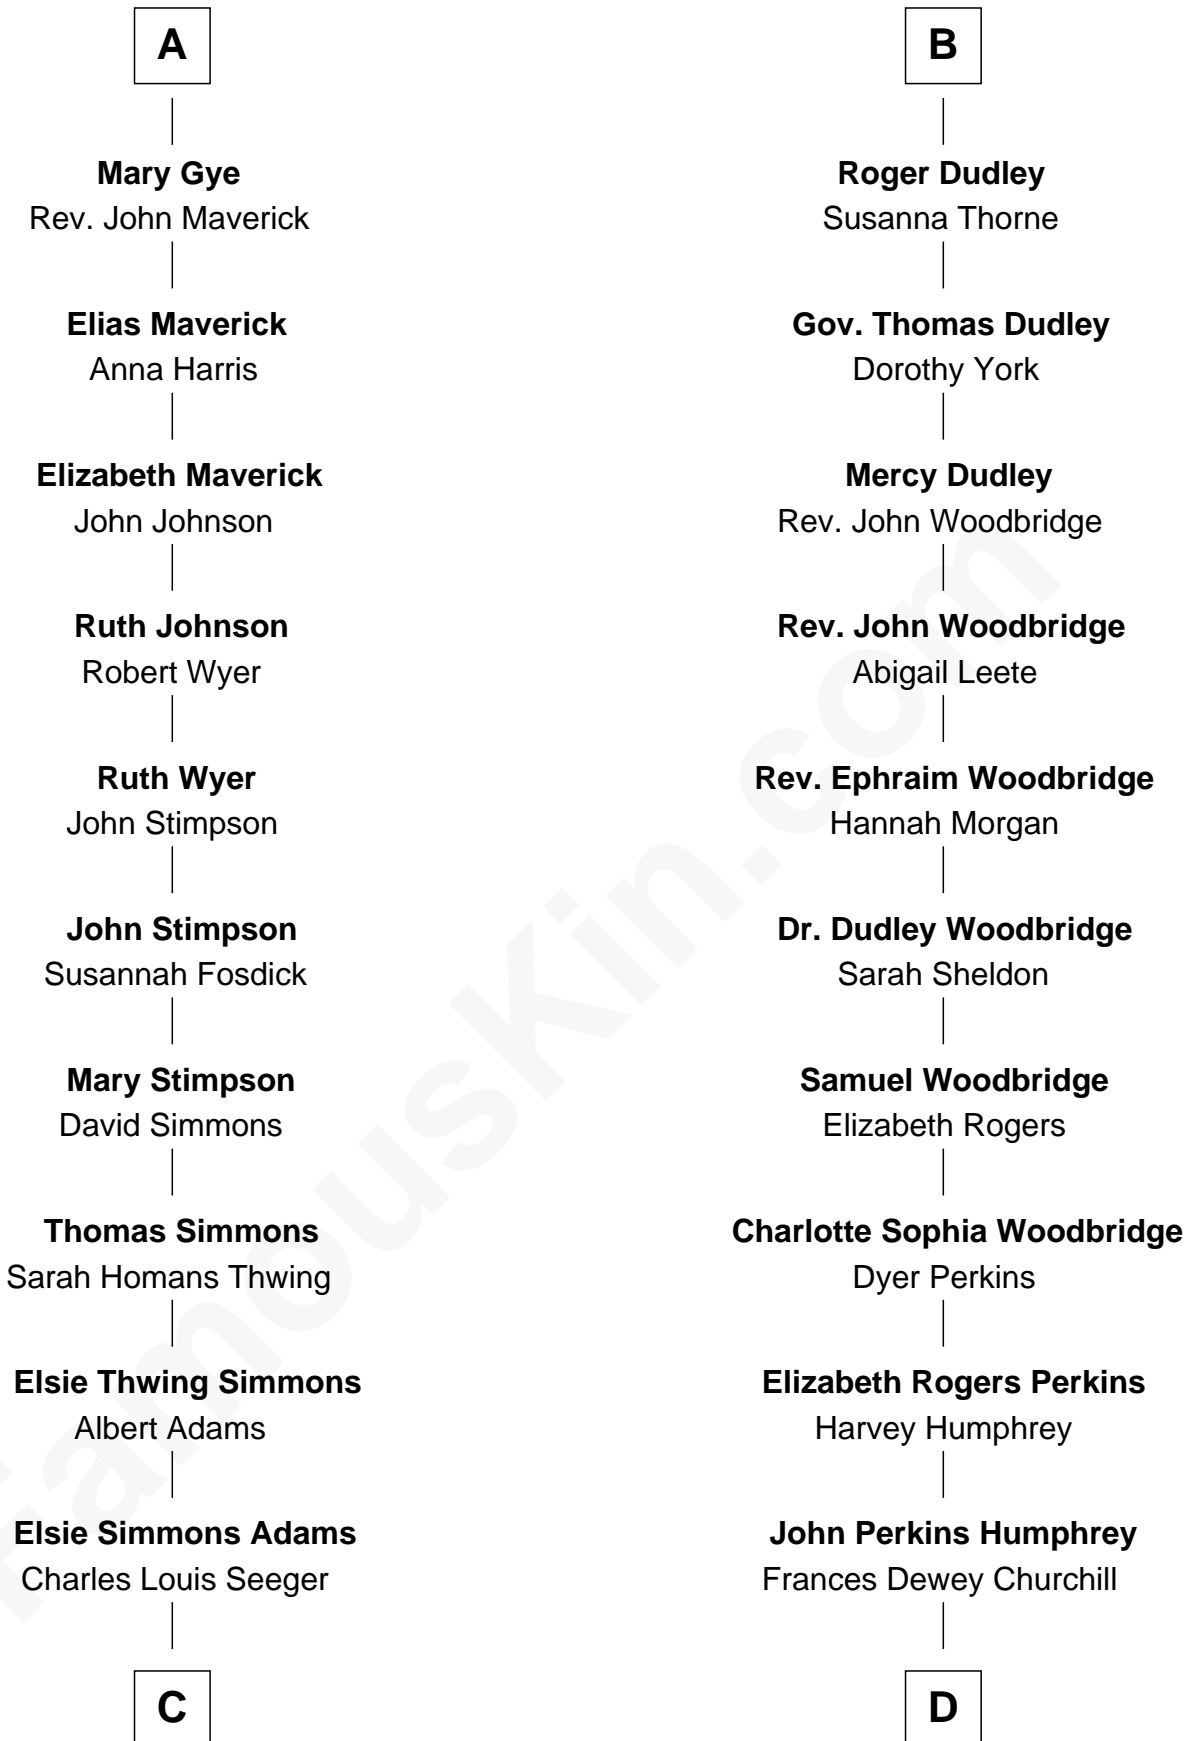 A
Mary Gye
Rev. John Maverick
Elias Maverick
Anna Harris
Elizabeth Maverick
John Johnson
Ruth Johnson
Robert Wyer
Ruth Wyer
John Stimpson
John Stimpson
Susannah Fosdick
Mary Stimpson
David Simmons
Thomas Simmons
Sarah Homans Thwing
Elsie Thwing Simmons
Albert Adams
Elsie Simmons Adams
Charles Louis Seeger
C
B
Roger Dudley
Susanna Thorne
Gov. Thomas Dudley
Dorothy York
Mercy Dudley
Rev. John Woodbridge
Rev. John Woodbridge
Abigail Leete
Rev. Ephraim Woodbridge
Hannah Morgan
Dr. Dudley Woodbridge
Sarah Sheldon
Samuel Woodbridge
Elizabeth Rogers
Charlotte Sophia Woodbridge
Dyer Perkins
Elizabeth Rogers Perkins
Harvey Humphrey
John Perkins Humphrey
Frances Dewey Churchill
D
FamousKin.com